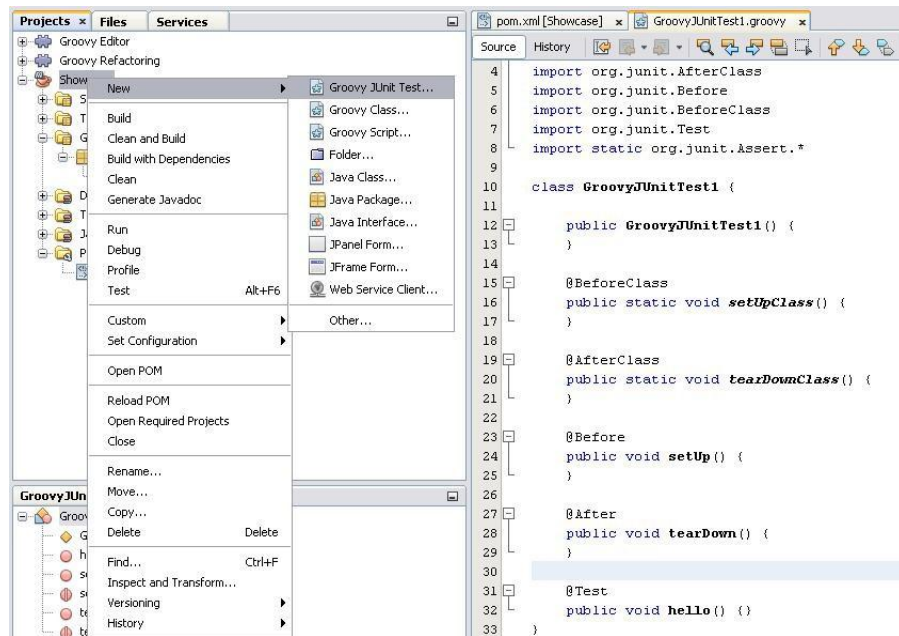 Projects x Files Services
Groovy Editor
Groovy Refactoring
Show
S
T
G
D
T
J
P
New
Build
Clean and Build
Build with Dependencies
Clean
Generate Javadoc
Run
Debug
Profile
Test Alt+F6
Custom
Set Configuration
Open POM
Reload POM
Open Required Projects
Close
Rename...
Move...
Copy...
Delete Delete
Find... Ctrl+F
Inspect and Transform...
Versioning
History
Groovy JUnit Test...
Groovy Class...
Groovy Script...
Folder...
Java Class...
Java Package...
Java Interface...
JPanel Form...
JFrame Form...
Web Service Client...
Other...
GroovyJUn
Groov
G
h
se
te
te
pom.xml [Showcase] x GroovyJUnitTest1.groovy x
Source History
4 import org.junit.AfterClass
5 import org.junit.Before
6 import org.junit.BeforeClass
7 import org.junit.Test
8 import static org.junit.Assert.*
9
10 class GroovyJUnitTest1 {
11
12 public GroovyJUnitTest1() {
13 }
14
15 @BeforeClass
16 public static void setUpClass() {
17 }
18
19 @AfterClass
20 public static void tearDownClass() {
21 }
22
23 @Before
24 public void setUp() {
25 }
26
27 @After
28 public void tearDown() {
29 }
30
31 @Test
32 public void hello() {}
33 }